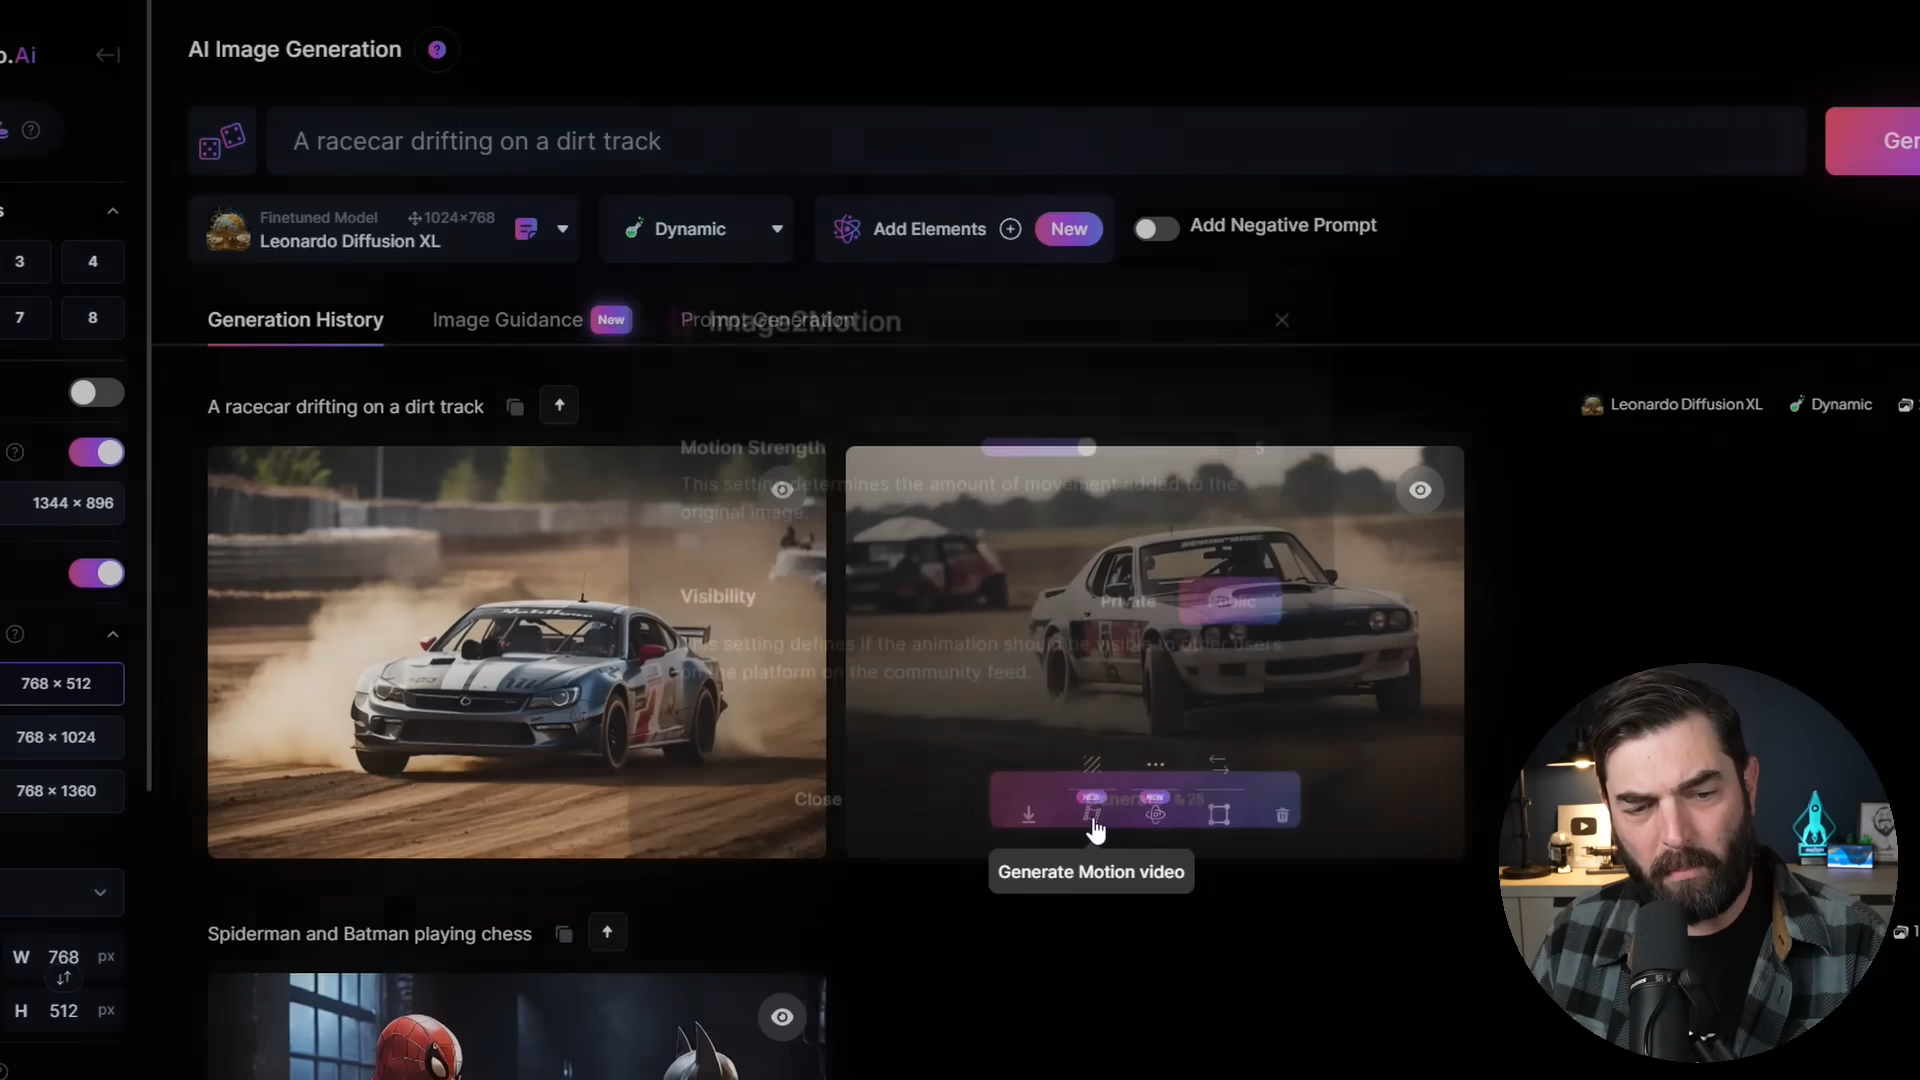 o.Ai
AI Image Generation
?
A racecar drifting on a dirt track
Gen
Finetuned Model
1024×768
Leonardo Diffusion XL
Dynamic
Add Elements
New
Add Negative Prompt
s
3
4
7
8
Generation History
Image Guidance
New
Prompt Generation
Image2Motion
A racecar drifting on a dirt track
Leonardo Diffusion XL
Dynamic
1344 × 896
Motion Strength
5
This setting determines the amount of movement added to the
original image.
Visibility
Private
Public
This setting defines if the animation should be visible to other users
on the platform on the community feed.
768 × 512
768 × 1024
768 × 1360
Close
NEW
NEW
25
Generate Motion video
Spiderman and Batman playing chess
W 768 px
H 512 px